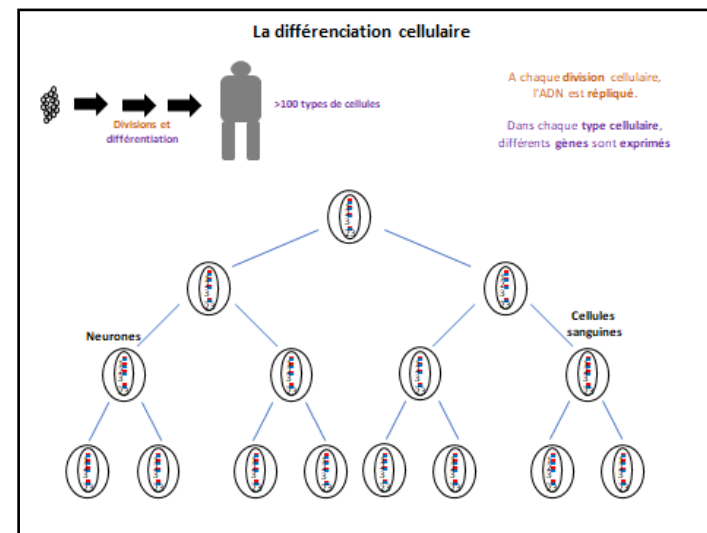 La différenciation cellulaire
>100 types de cellules
Divisions et
différentiation
A chaque division cellulaire,
l'ADN est répliqué.
Dans chaque type cellulaire,
différents gènes sont exprimés
Neurones
Cellules
sanguines